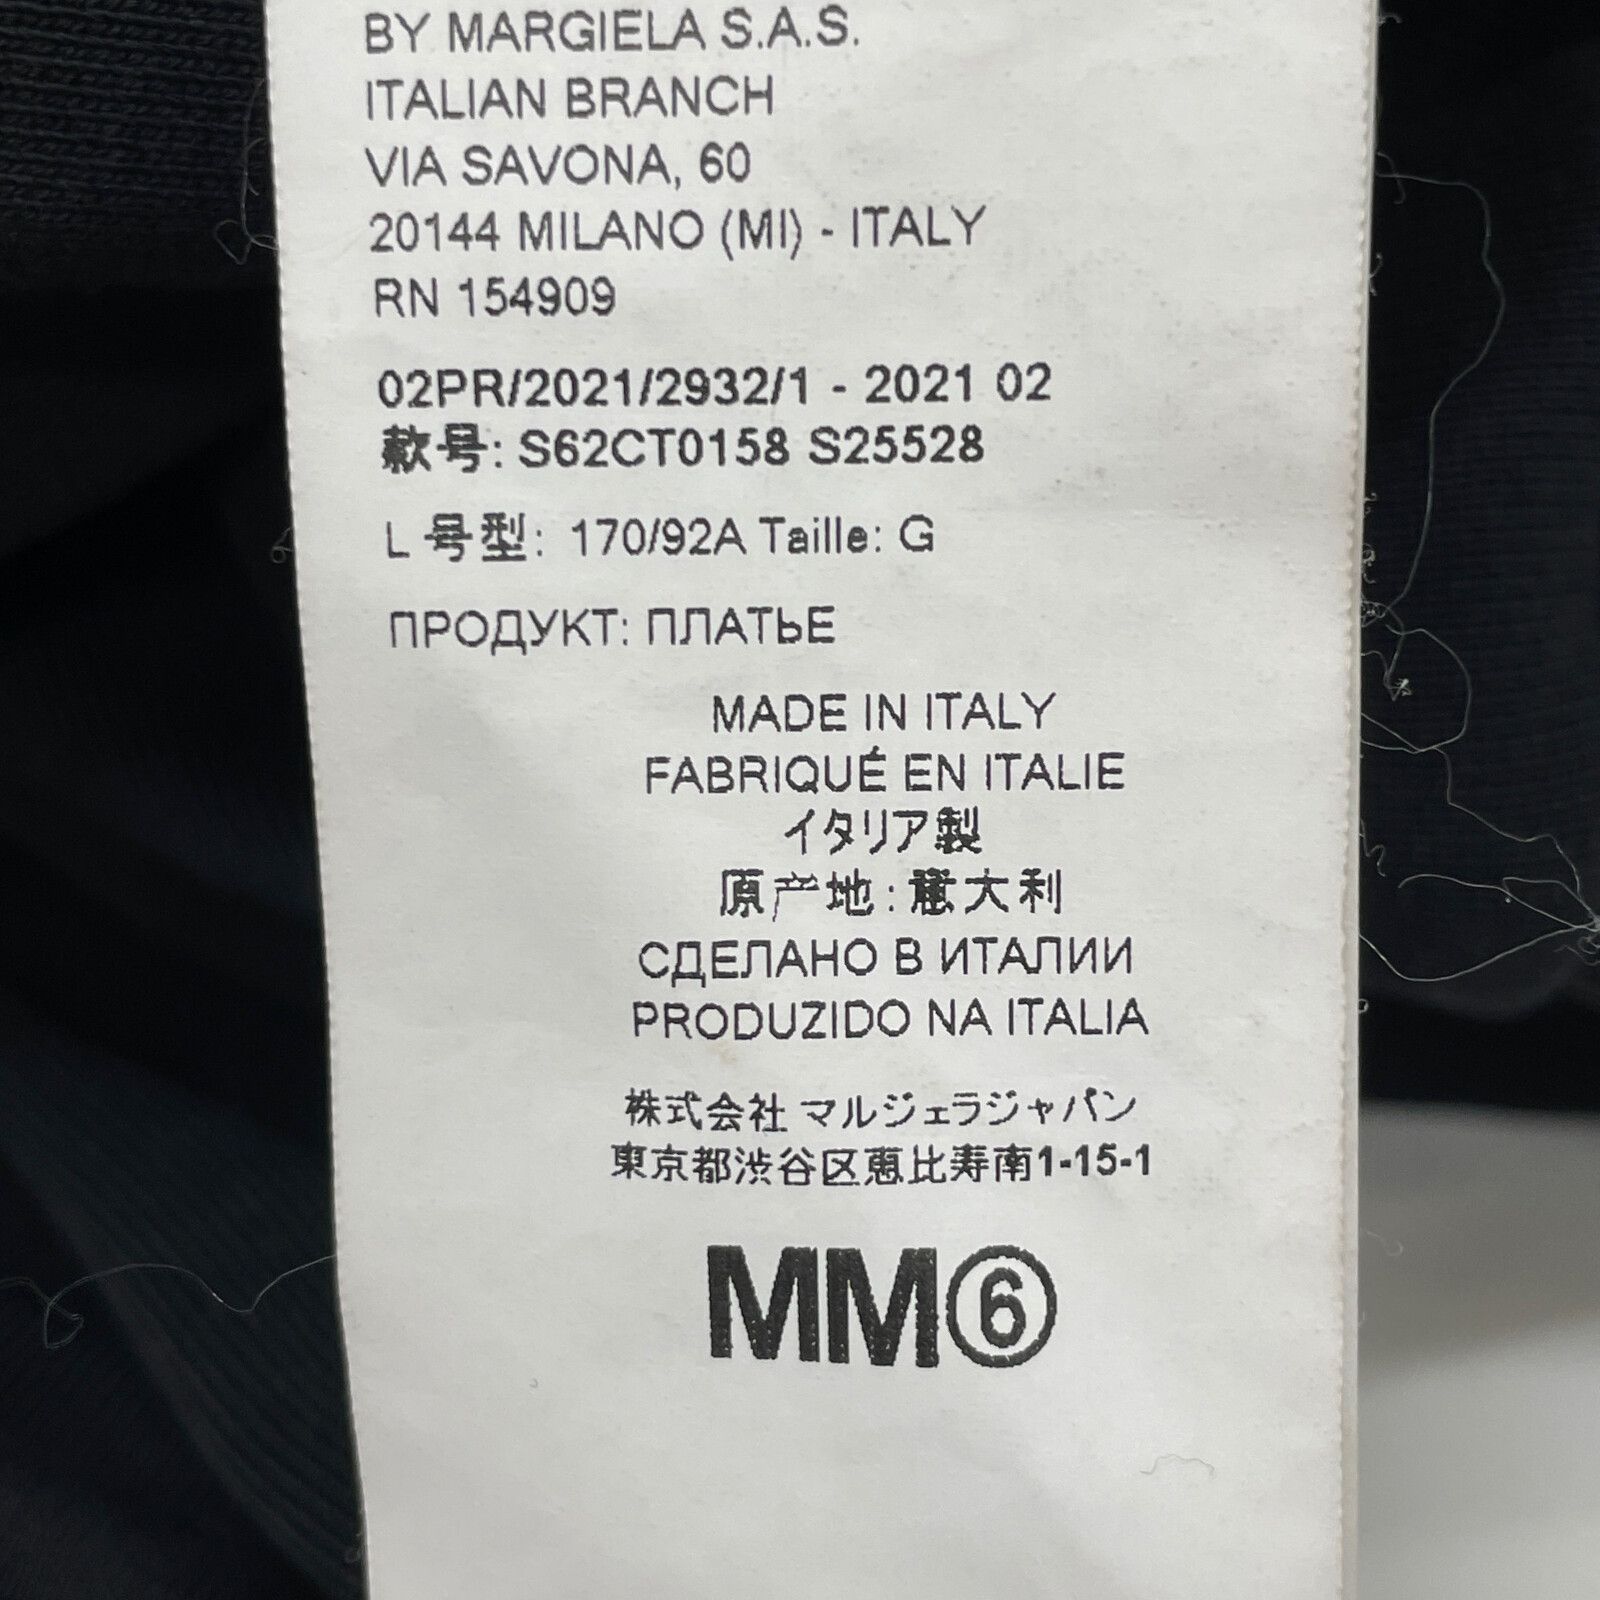 BY MARGIELA S.A.S.
ITALIAN BRANCH
VIA SAVONA, 60
20144 MILANO (MI) - ITALY
RN 154909
02PR/2021/2932/1 - 2021 02
款号: S62CT0158 S25528
L 号型: 170/92A Taille: G
ПРОДУКТ: ПЛАТЬЕ
MADE IN ITALY
FABRIQUÉ EN ITALIE
イタリア製
原产地: 意大利
СДЕЛАНО В ИТАЛИИ
PRODUZIDO NA ITALIA
株式会社 マルジェラジャパン
東京都渋谷区恵比寿南1-15-1
MM⑥